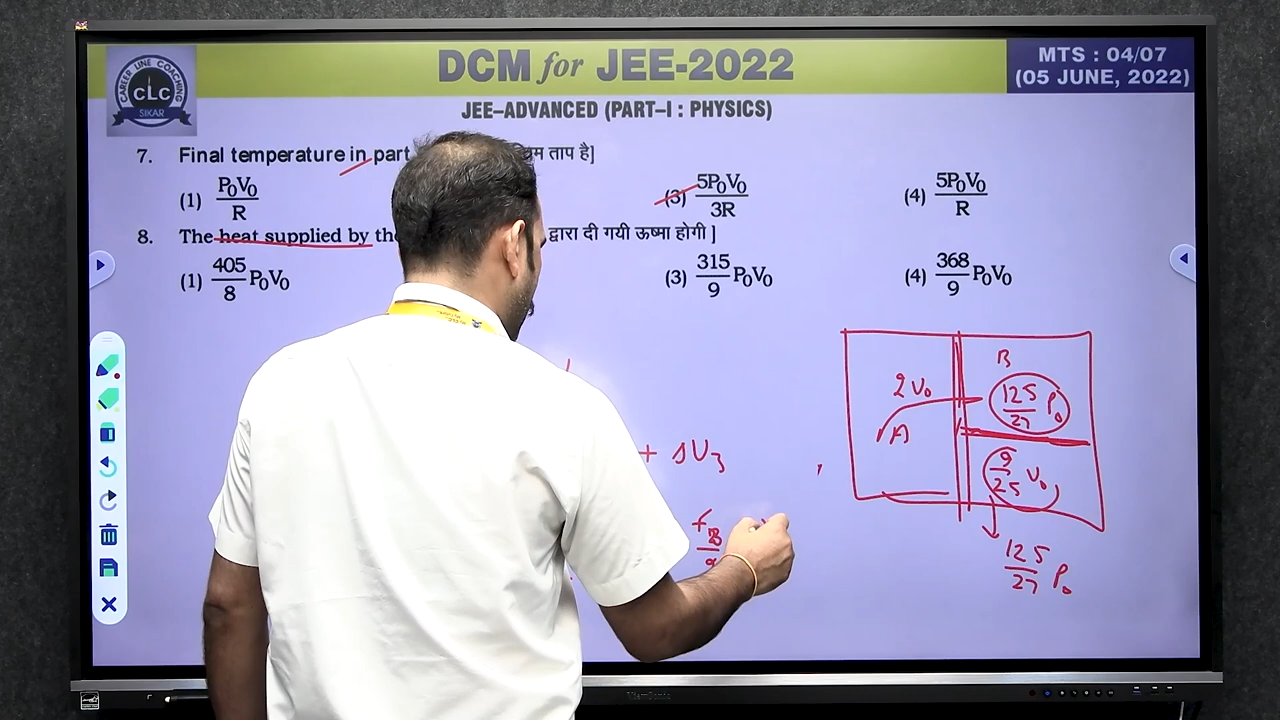 DCM for JEE-2022
MTS : 04/07
(05 JUNE, 2022)
CAREER LINE COACHING
CLC
SIKAR
JEE–ADVANCED (PART–I : PHYSICS)
7. Final temperature in part ताप है]
(1) P₀V₀/R (3) 5P₀V₀/3R (4) 5P₀V₀/R
8. The heat supplied by द्वारा दी गयी ऊष्मा होगी ]
(1) 405/8 P₀V₀ (3) 315/9 P₀V₀ (4) 368/9 P₀V₀
B
2V₀ 125/27 P₀
A
+ ΔU₃ 9/25 V₀
125/27 P₀
ViewSonic